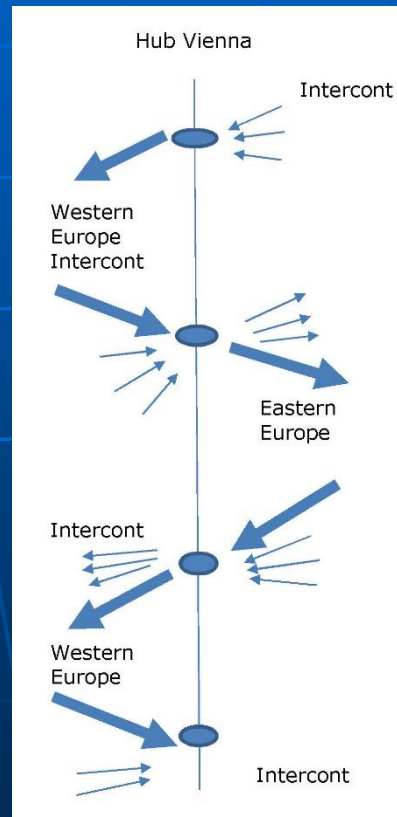 Hub Vienna
Intercont
Western
Europe
Intercont
Eastern
Europe
Intercont
Western
Europe
Intercont